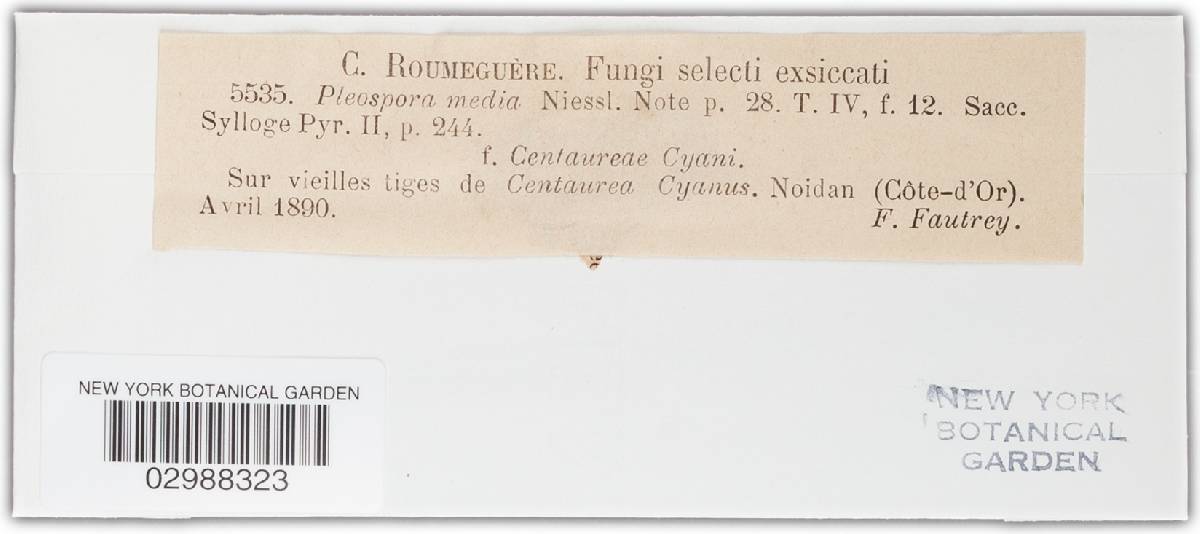 C. ROUMEGUÈRE. Fungi selecti exsiccati
5535. Pleospora media Niessl. Note p. 28. T. IV, f. 12. Sacc.
Sylloge Pyr. II, p. 244.
f. Centaureae Cyani.
Sur vieilles tiges de Centaurea Cyanus. Noidan (Côte-d'Or).
Avril 1890.
F. Fautrey.
NEW YORK BOTANICAL GARDEN
02988323
NEW YORK
BOTANICAL
GARDEN